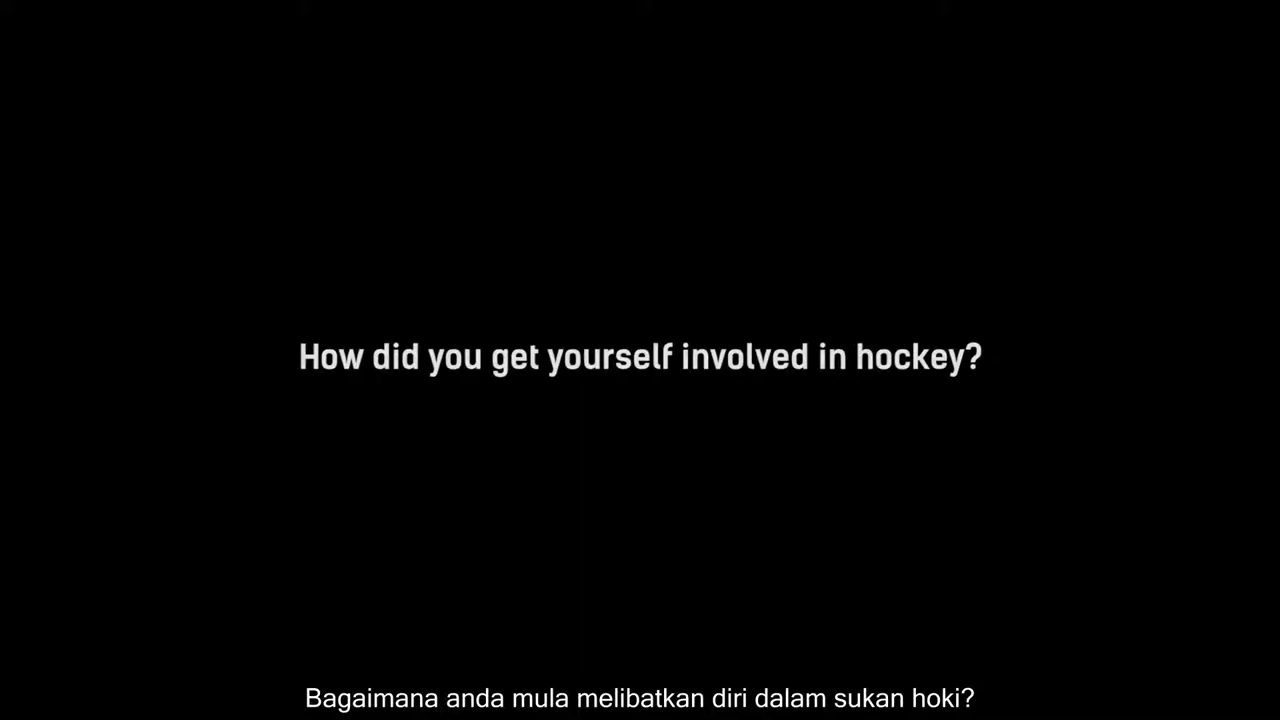 How did you get yourself involved in hockey?
Bagaimana anda mula melibatkan diri dalam sukan hoki?